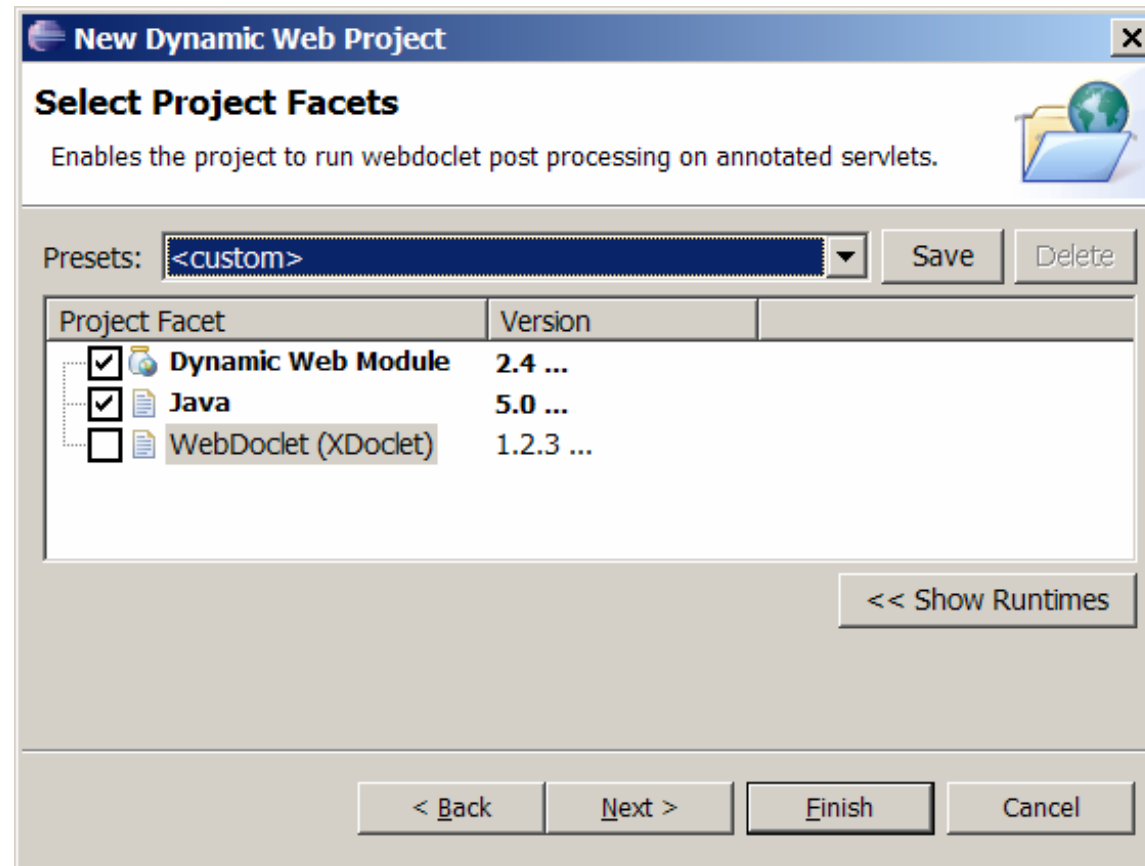 New Dynamic Web Project
Select Project Facets
Enables the project to run webdoclet post processing on annotated servlets.
Presets: <custom> Save Delete
Project Facet Version
Dynamic Web Module 2.4 ...
Java 5.0 ...
WebDoclet (XDoclet) 1.2.3 ...
<< Show Runtimes
< Back Next > Finish Cancel